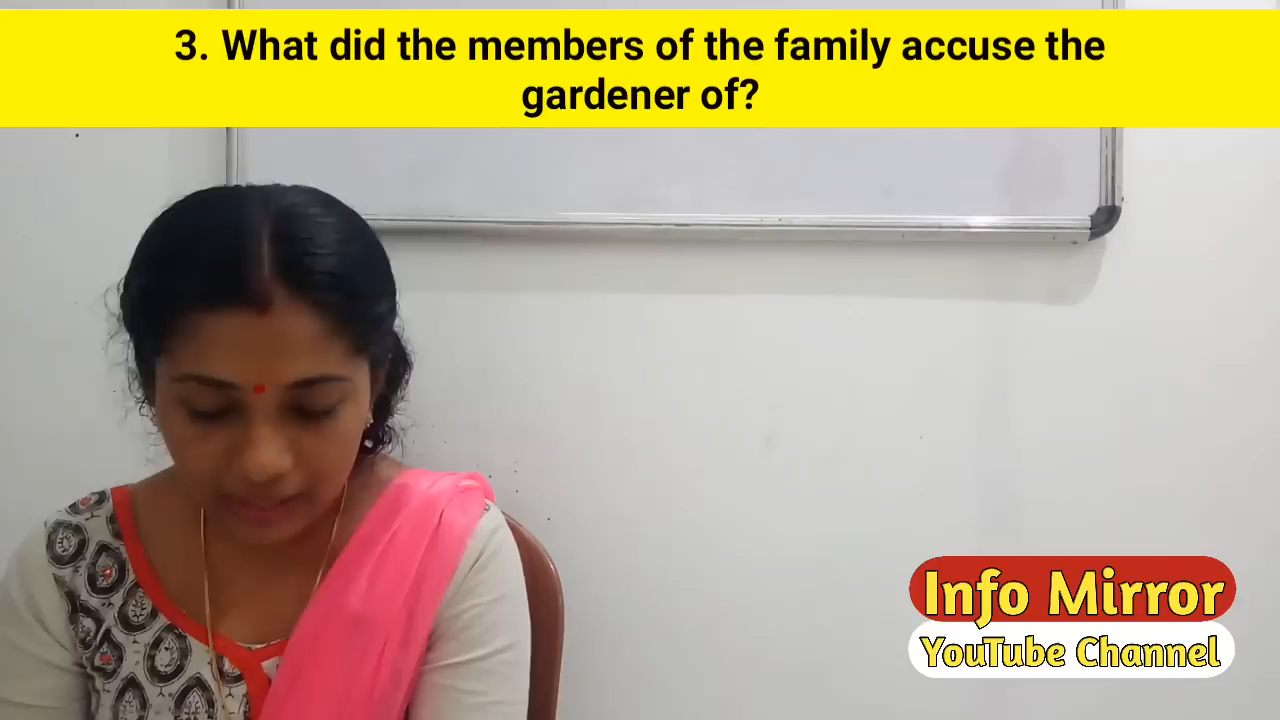 3. What did the members of the family accuse the
gardener of?
Info Mirror
YouTube Channel